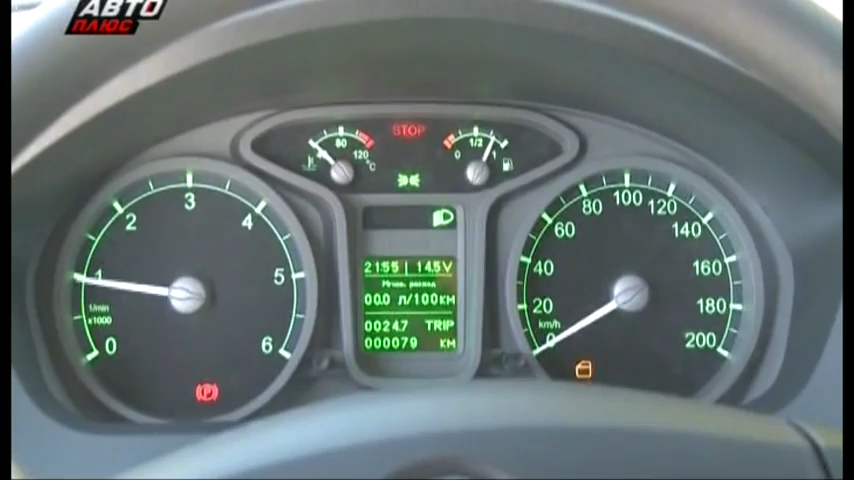 АВТО
ПЛЮС
STOP
80
120
°C
0
1/2
1
0
1
2
3
4
5
6
1/min
x1000
21:55 | 14.5V
Мгнов. расход
00.0 Л/100КМ
0024.7 TRIP
000079 КМ
0
20
40
60
80
100
120
140
160
180
200
km/h
P